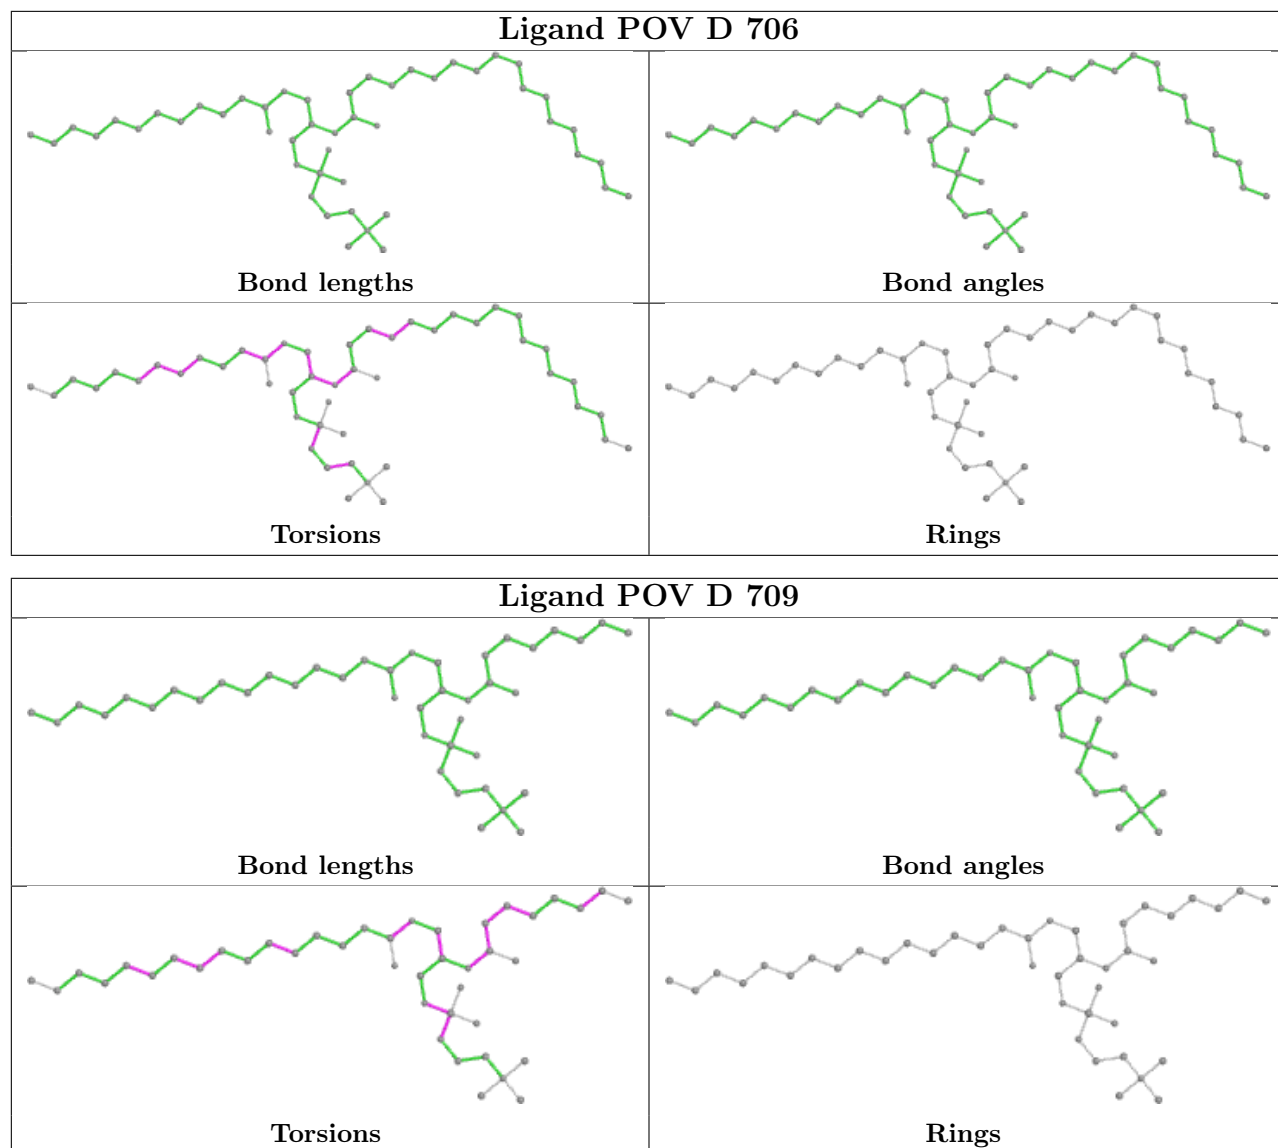 Ligand POV D 706
Bond lengths
Bond angles
Torsions
Rings
Ligand POV D 709
Bond lengths
Bond angles
Torsions
Rings